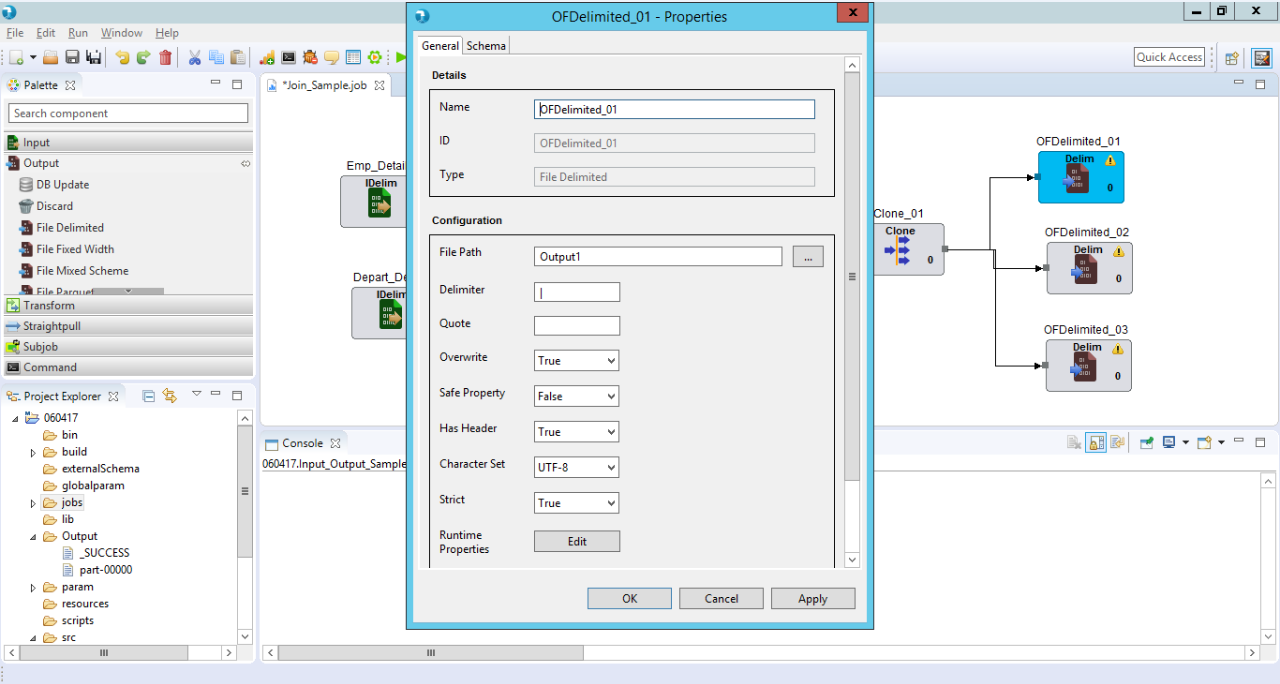 OFDelimited_01 - Properties
File Edit Run Window Help
Quick Access
Palette
Search component
Input
Output
DB Update
Discard
File Delimited
File Fixed Width
File Mixed Scheme
File Parquet
Transform
Straightpull
Subjob
Command
Project Explorer
060417
bin
build
externalSchema
globalparam
jobs
lib
Output
_SUCCESS
part-00000
param
resources
scripts
src
*Join_Sample.job
Emp_Detai
IDelim
Depart_De
IDelim
General Schema
Details
Name OFDelimited_01
ID OFDelimited_01
Type File Delimited
Configuration
File Path Output1 ...
Delimiter |
Quote
Overwrite True
Safe Property False
Has Header True
Character Set UTF-8
Strict True
Runtime Properties Edit
OK Cancel Apply
Clone_01
Clone
0
OFDelimited_01
Delim
0
OFDelimited_02
Delim
0
OFDelimited_03
Delim
0
Console
060417.Input_Output_Sample